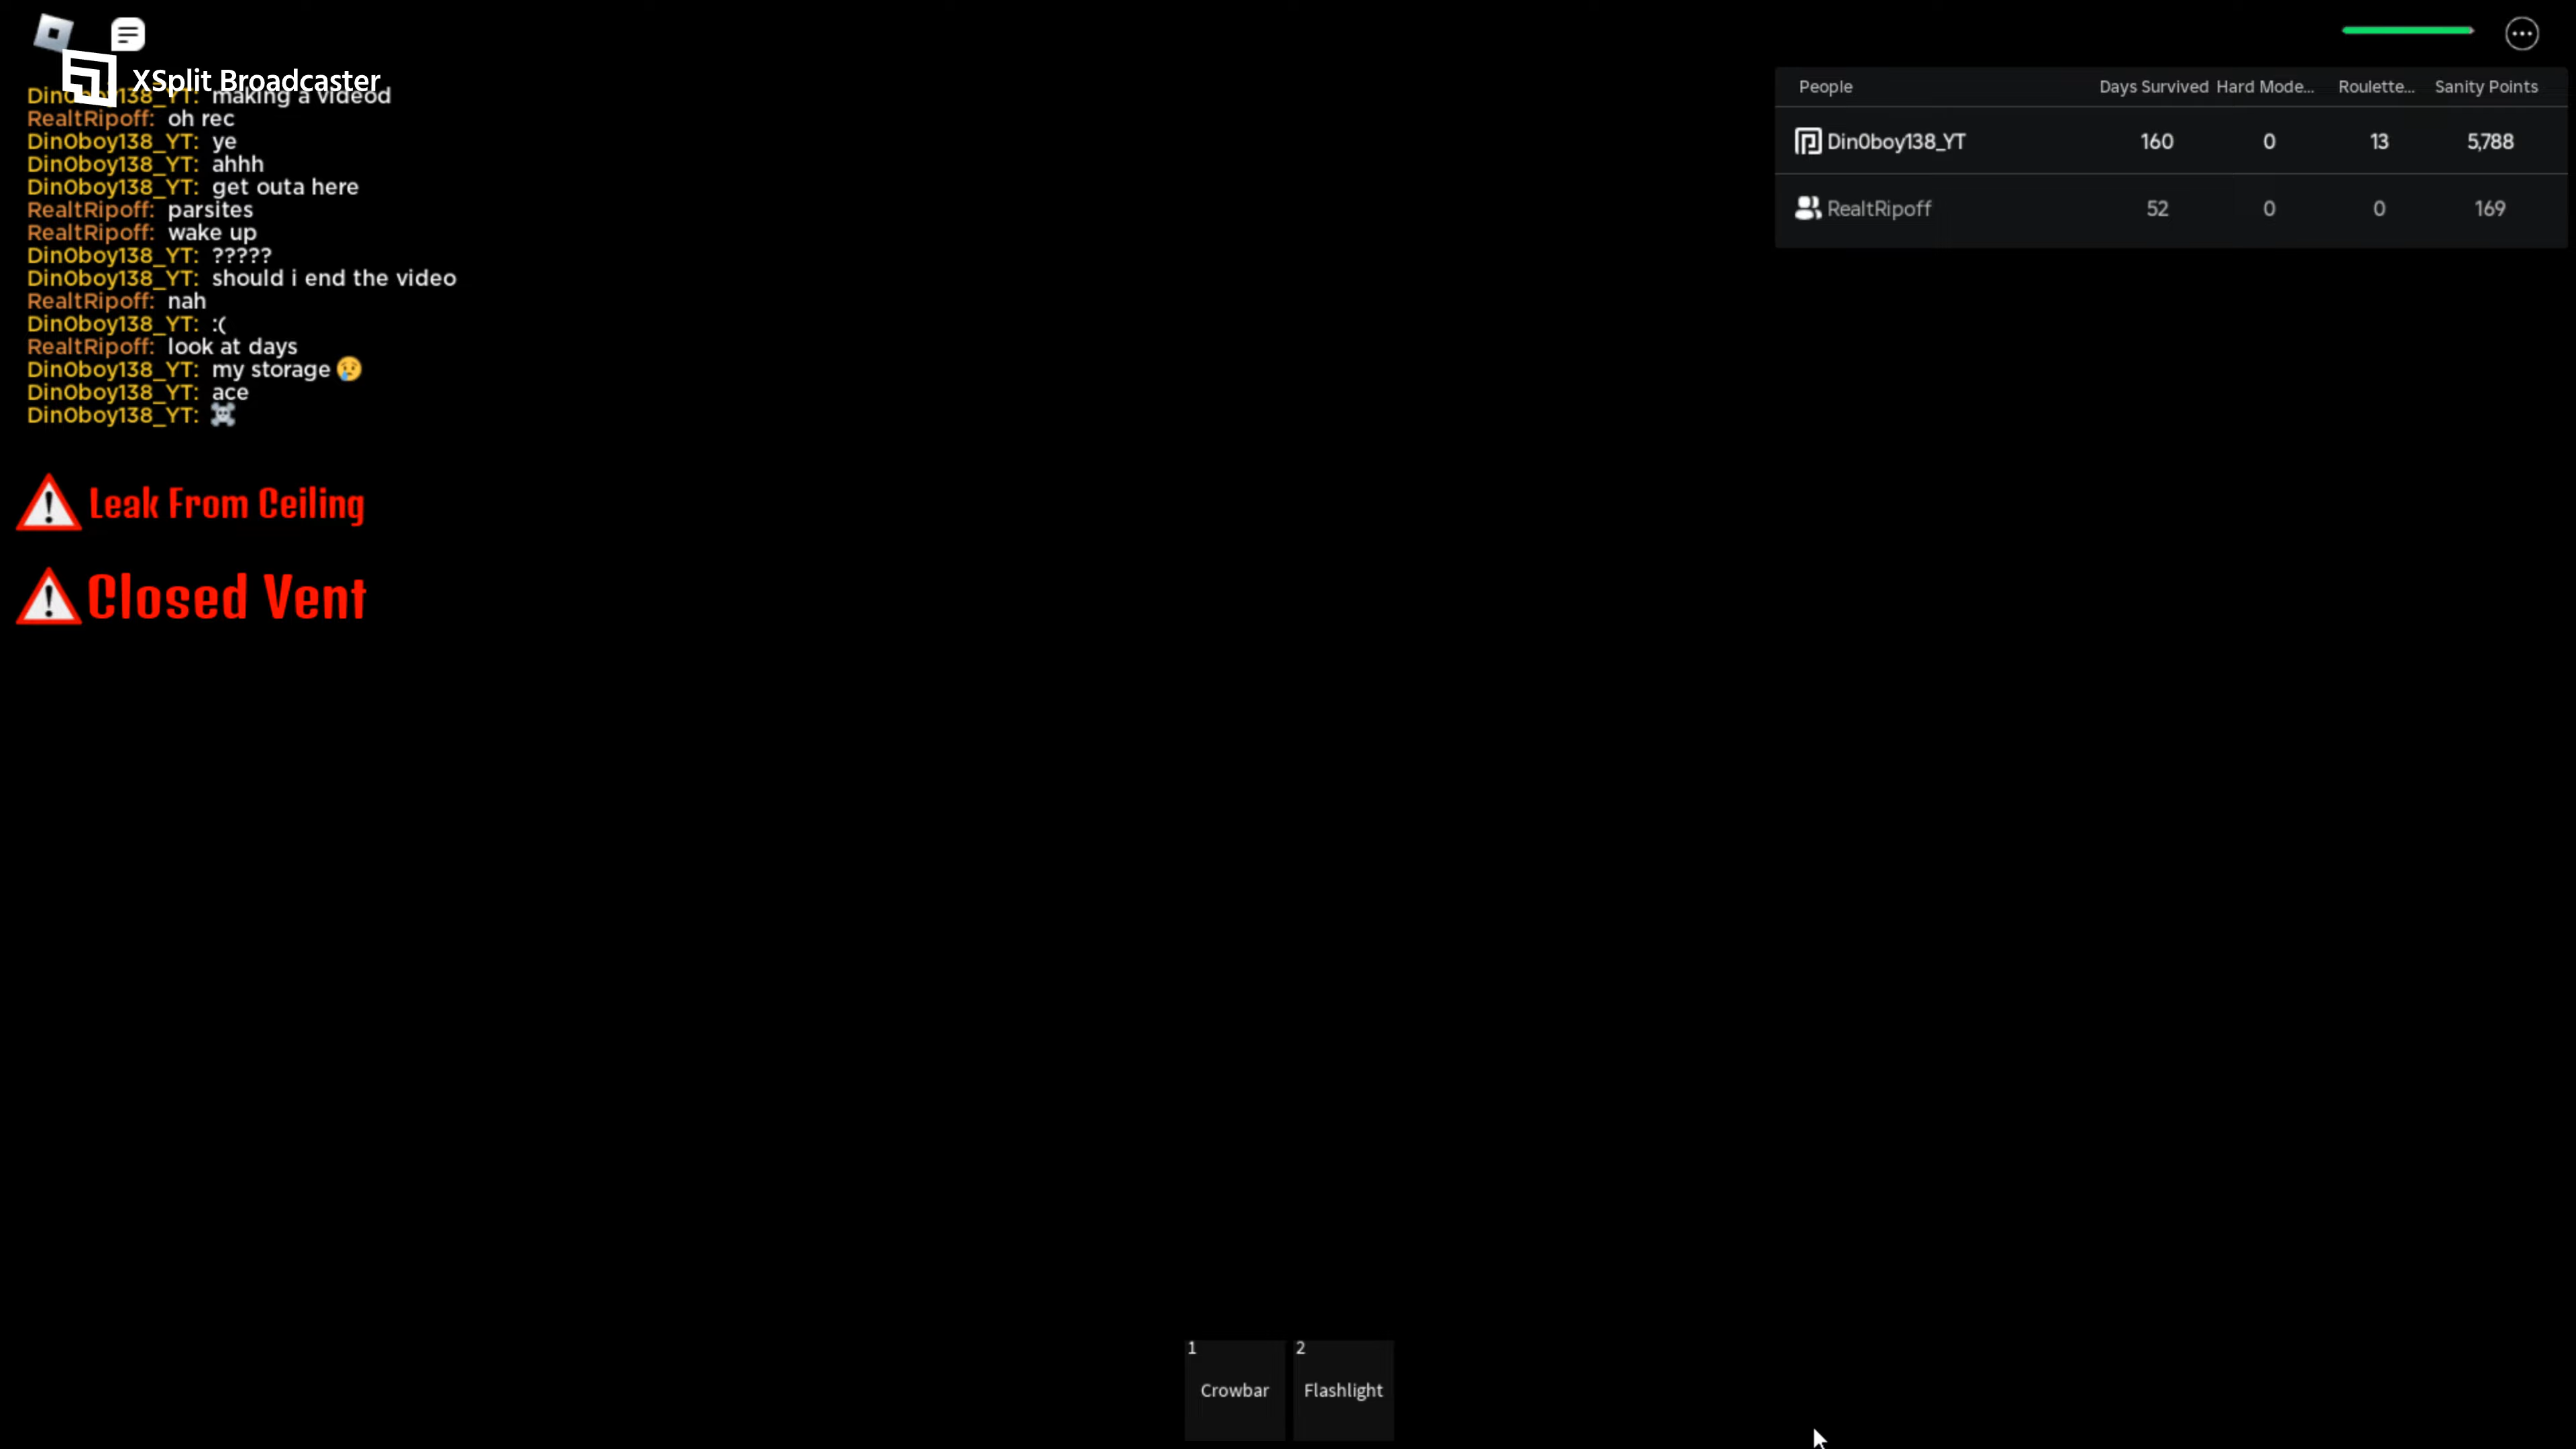 XSplit Broadcaster
Din0boy138_YT: making a videod
RealtRipoff: oh rec
Din0boy138_YT: ye
Din0boy138_YT: ahhh
Din0boy138_YT: get outa here
RealtRipoff: parsites
RealtRipoff: wake up
Din0boy138_YT: ?????
Din0boy138_YT: should i end the video
RealtRipoff: nah
Din0boy138_YT: :(
RealtRipoff: look at days
Din0boy138_YT: my storage 😢
Din0boy138_YT: ace
Din0boy138_YT: ☠️
Leak From Ceiling
Closed Vent
People Days Survived Hard Mode... Roulette... Sanity Points
Din0boy138_YT 160 0 13 5,788
RealtRipoff 52 0 0 169
1 2
Crowbar Flashlight